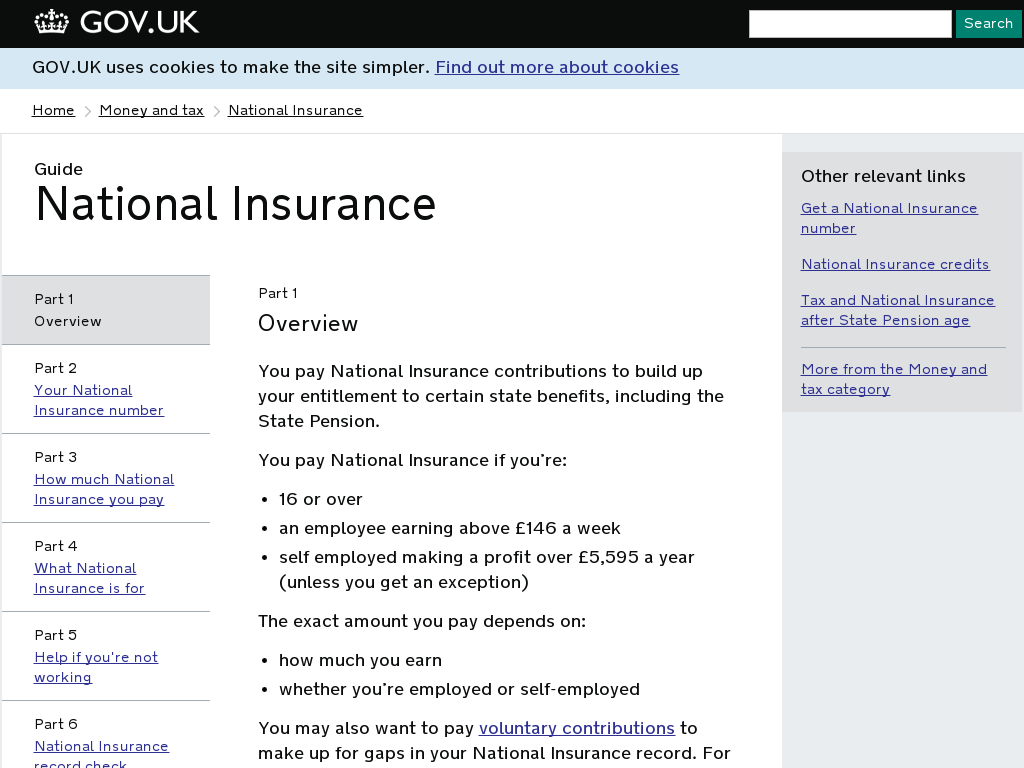 GOV.UK
Search
GOV.UK uses cookies to make the site simpler. Find out more about cookies
Home
Money and tax
National Insurance
Guide
National Insurance
Part 1
Overview
Part 2
Your National
Insurance number
Part 3
How much National
Insurance you pay
Part 4
What National
Insurance is for
Part 5
Help if you're not
working
Part 6
National Insurance
record check
Part 1
Overview
You pay National Insurance contributions to build up
your entitlement to certain state benefits, including the
State Pension.
You pay National Insurance if you’re:
• 16 or over
• an employee earning above £146 a week
• self employed making a profit over £5,595 a year
(unless you get an exception)
The exact amount you pay depends on:
• how much you earn
• whether you’re employed or self-employed
You may also want to pay voluntary contributions to
make up for gaps in your National Insurance record. For
Other relevant links
Get a National Insurance
number
National Insurance credits
Tax and National Insurance
after State Pension age
More from the Money and
tax category